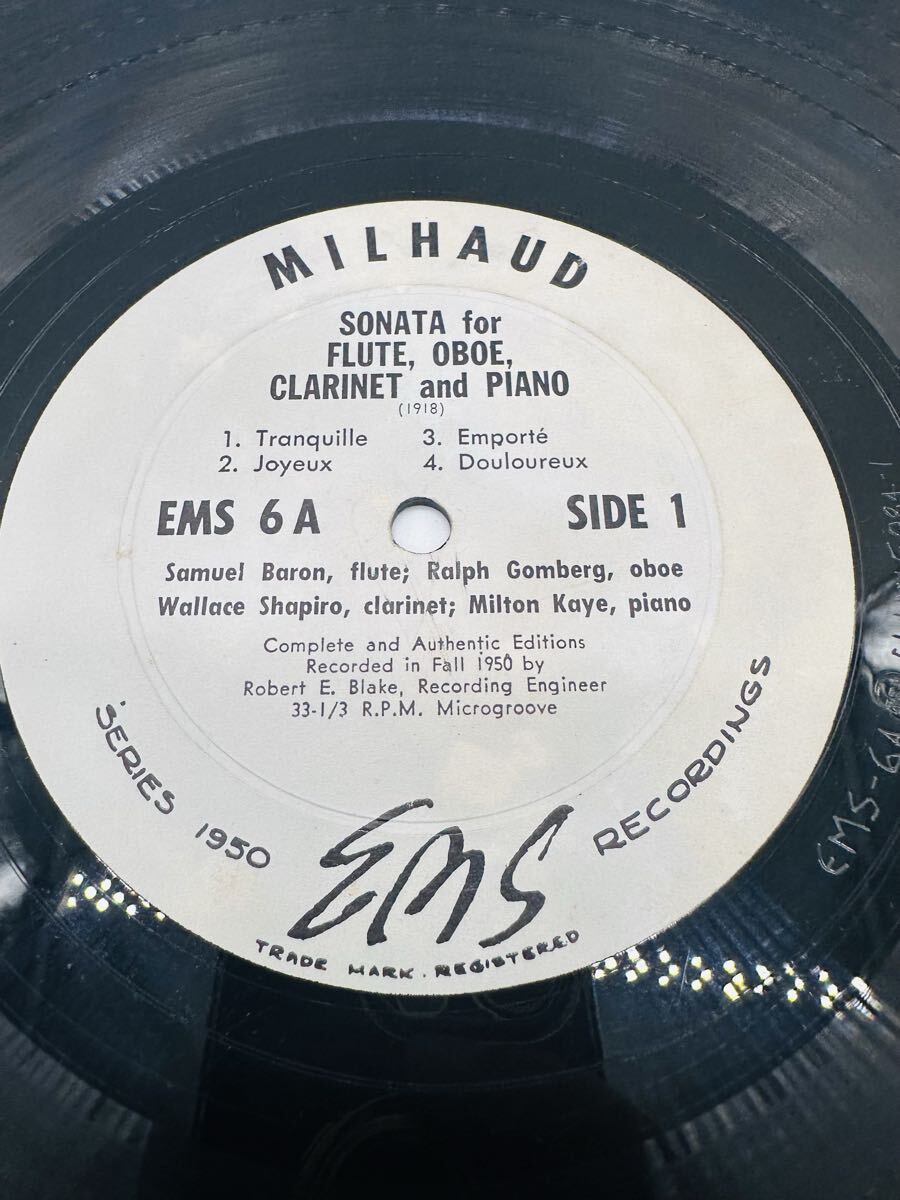 MILHAUD
SONATA for
FLUTE, OBOE,
CLARINET and PIANO
(1918)
1. Tranquille 3. Emporté
2. Joyeux 4. Douloureux
EMS 6 A SIDE 1
Samuel Baron, flute; Ralph Gomberg, oboe
Wallace Shapiro, clarinet; Milton Kaye, piano
Complete and Authentic Editions
Recorded in Fall 1950 by
Robert E. Blake, Recording Engineer
33-1/3 R.P.M. Microgroove
SERIES 1950 EMS RECORDINGS
TRADE MARK. REGISTERED
EMS-6A